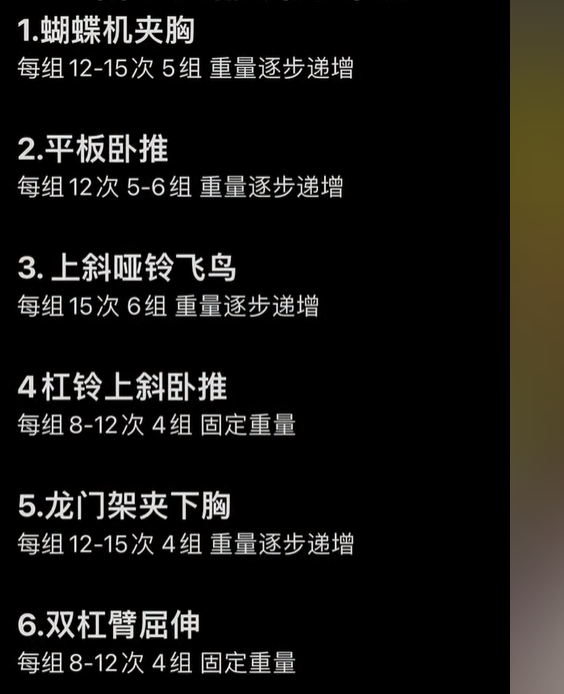 1.蝴蝶机夹胸
每组12-15次 5组 重量逐步递增
2.平板卧推
每组12次 5-6组 重量逐步递增
3. 上斜哑铃飞鸟
每组15次 6组 重量逐步递增
4杠铃上斜卧推
每组8-12次 4组 固定重量
5.龙门架夹下胸
每组12-15次 4组 重量逐步递增
6.双杠臂屈伸
每组8-12次 4组 固定重量